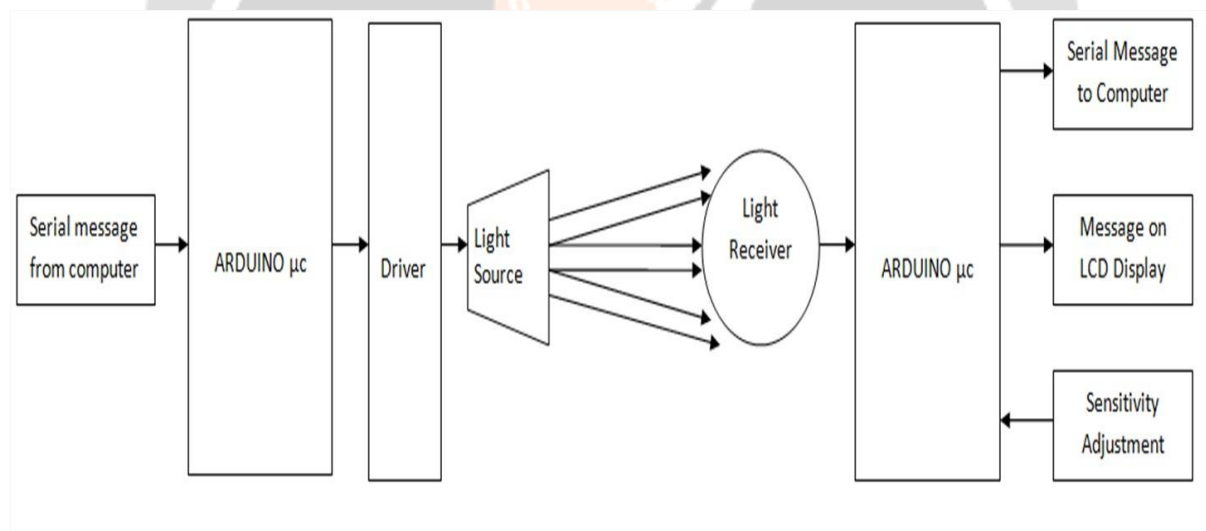 Serial message
from computer
ARDUINO µc
Driver
Light
Source
Light
Receiver
ARDUINO µc
Serial Message
to Computer
Message on
LCD Display
Sensitivity
Adjustment